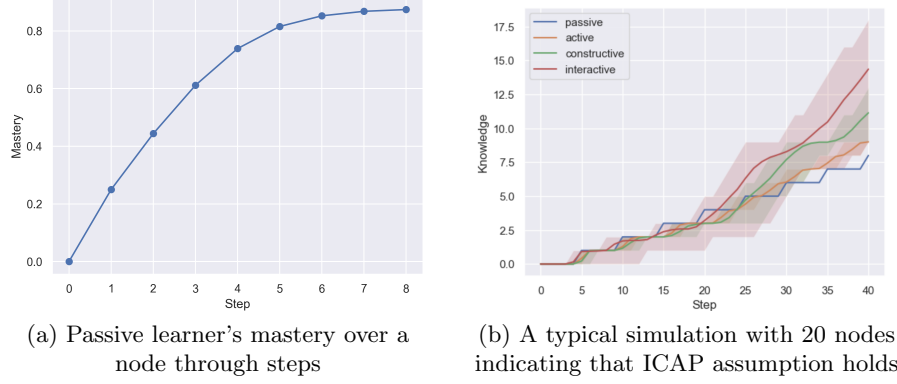 0.8
0.6
0.4
0.2
0.0
Mastery
0 1 2 3 4 5 6 7 8
Step
(a) Passive learner's mastery over a
node through steps
17.5
15.0
12.5
10.0
7.5
5.0
2.5
0.0
Knowledge
passive
active
constructive
interactive
0 5 10 15 20 25 30 35 40
Step
(b) A typical simulation with 20 nodes
indicating that ICAP assumption holds